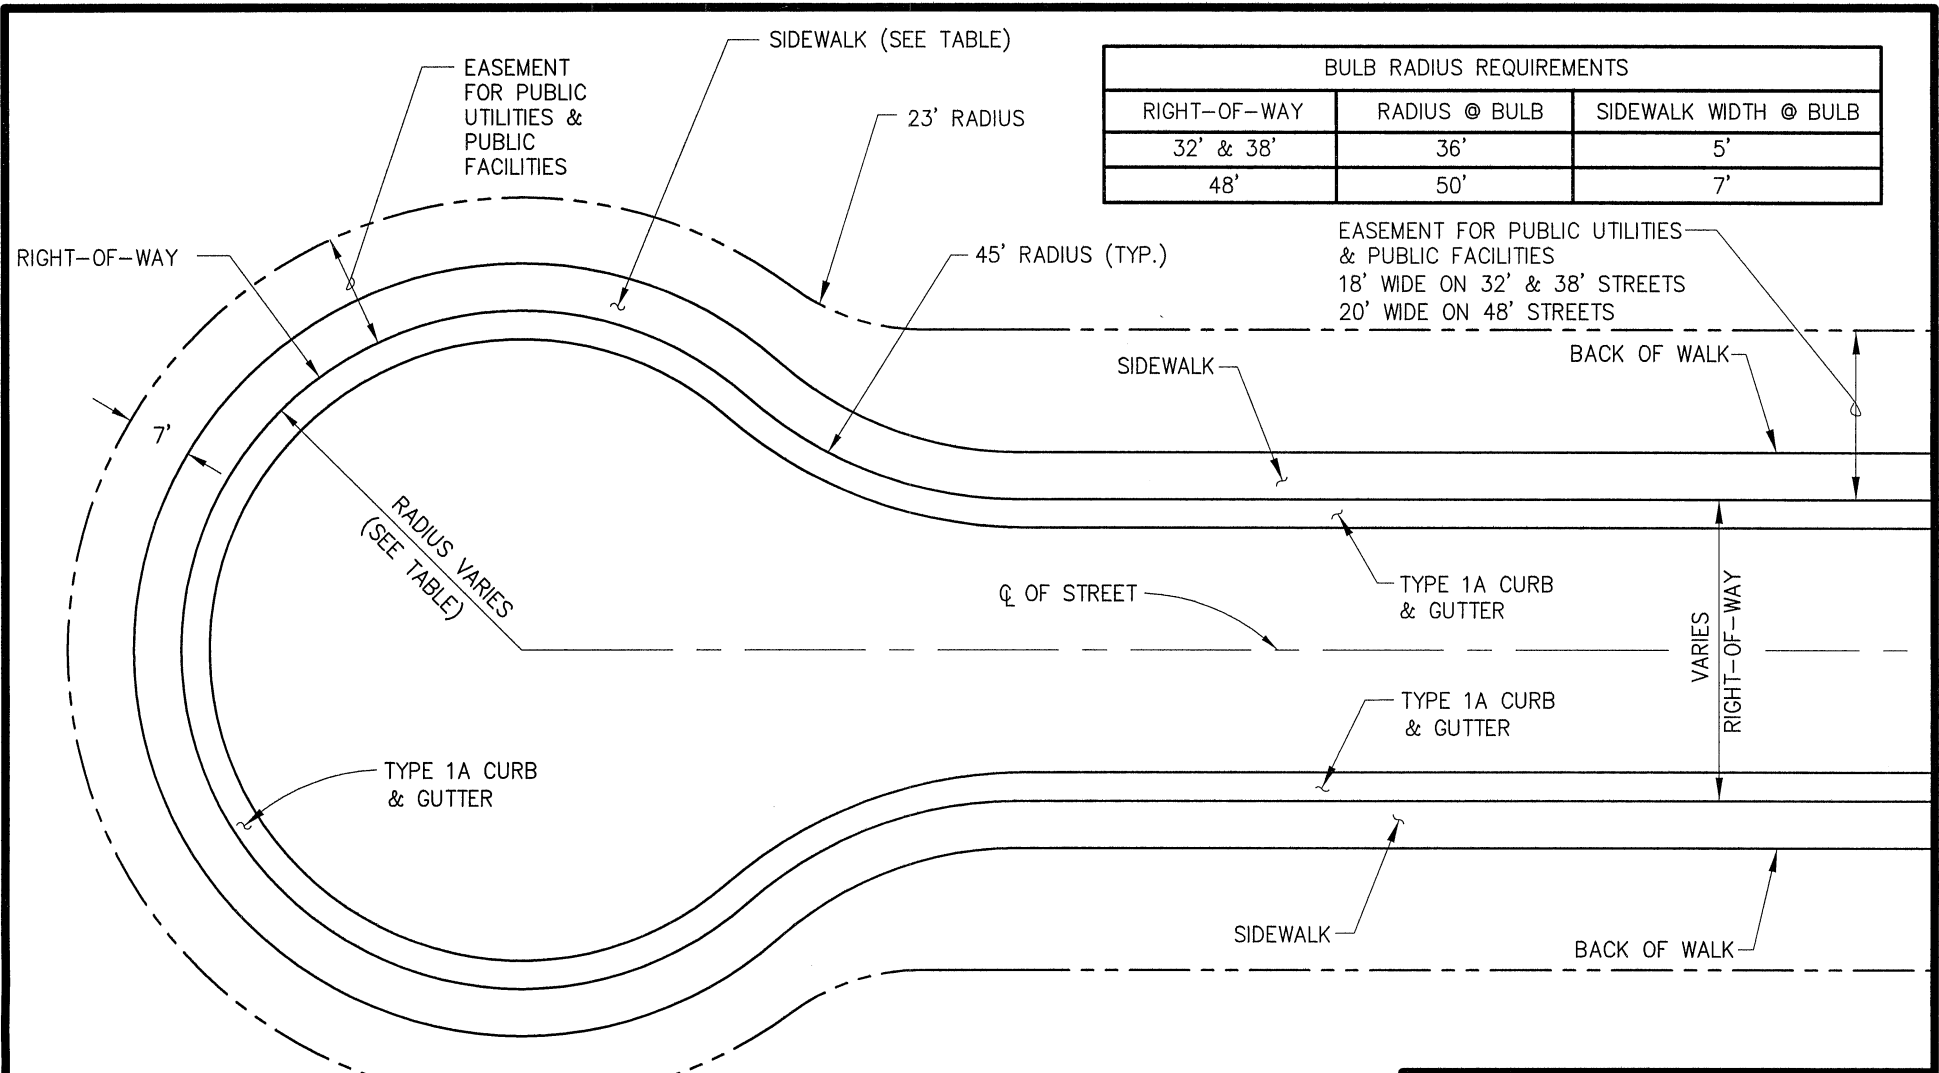 SIDEWALK (SEE TABLE)
EASEMENT
FOR PUBLIC
UTILITIES &
PUBLIC
FACILITIES
23' RADIUS
BULB RADIUS REQUIREMENTS
RIGHT-OF-WAY RADIUS @ BULB SIDEWALK WIDTH @ BULB
32' & 38' 36' 5'
48' 50' 7'
RIGHT-OF-WAY
45' RADIUS (TYP.)
EASEMENT FOR PUBLIC UTILITIES
& PUBLIC FACILITIES
18' WIDE ON 32' & 38' STREETS
20' WIDE ON 48' STREETS
SIDEWALK
BACK OF WALK
7'
RADIUS VARIES
(SEE TABLE)
TYPE 1A CURB
& GUTTER
℄ OF STREET
VARIES
RIGHT-OF-WAY
TYPE 1A CURB
& GUTTER
TYPE 1A CURB
& GUTTER
SIDEWALK
BACK OF WALK